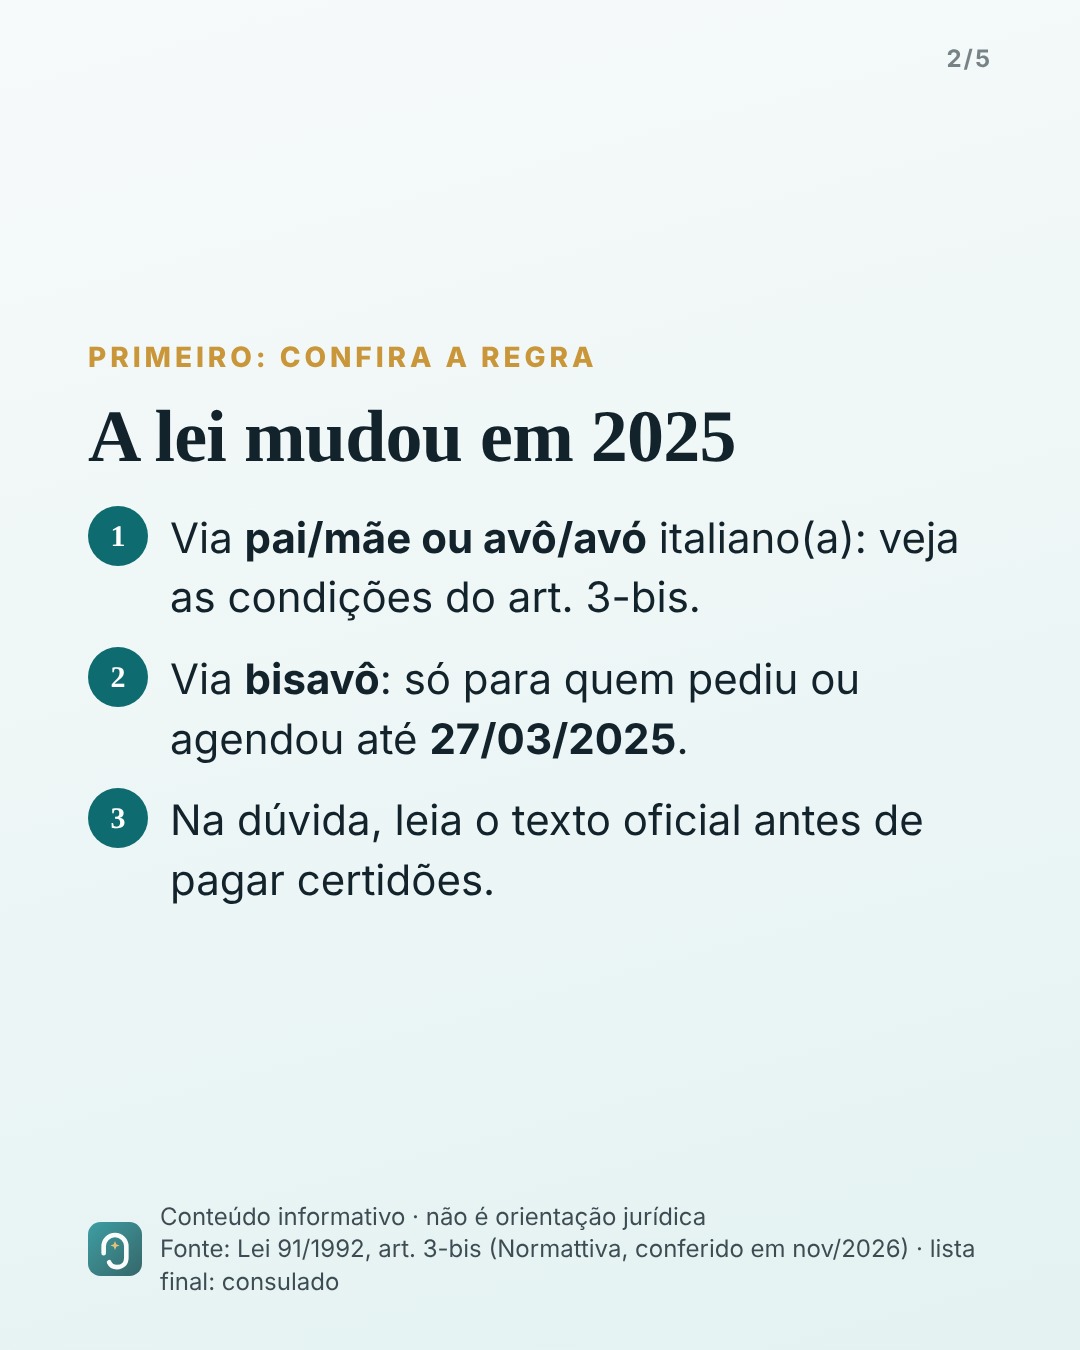 2/5
PRIMEIRO: CONFIRA A REGRA
A lei mudou em 2025
1 Via pai/mãe ou avô/avó italiano(a): veja
as condições do art. 3-bis.
2 Via bisavô: só para quem pediu ou
agendou até 27/03/2025.
3 Na dúvida, leia o texto oficial antes de
pagar certidões.
Conteúdo informativo · não é orientação jurídica
Fonte: Lei 91/1992, art. 3-bis (Normattiva, conferido em nov/2026) · lista
final: consulado